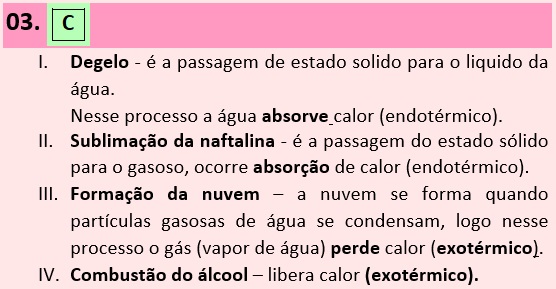 03. C
I. Degelo - é a passagem de estado solido para o liquido da
água.
Nesse processo a água absorve calor (endotérmico).
II. Sublimação da naftalina - é a passagem do estado sólido
para o gasoso, ocorre absorção de calor (endotérmico).
III. Formação da nuvem – a nuvem se forma quando
partículas gasosas de água se condensam, logo nesse
processo o gás (vapor de água) perde calor (exotérmico).
IV. Combustão do álcool – libera calor (exotérmico).